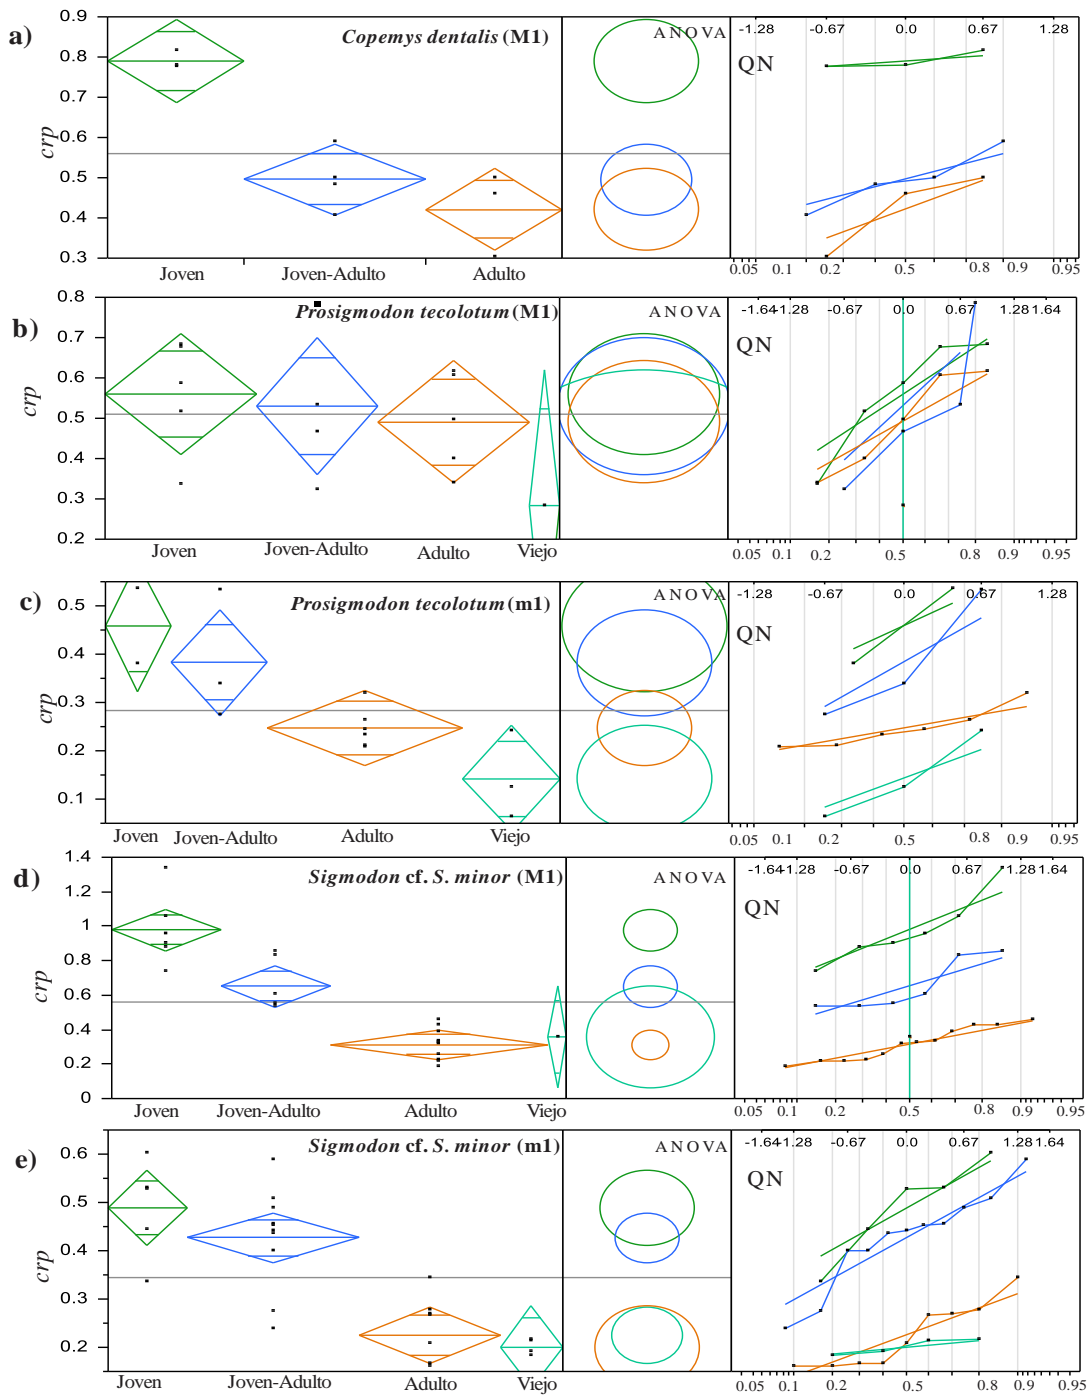 a)
Copemys dentalis (M1)
ANOVA
-1.28 -0.67 0.0 0.67 1.28
QN
crp
0.9
0.8
0.7
0.6
0.5
0.4
0.3
Joven Joven-Adulto Adulto
0.05 0.1 0.2 0.5 0.8 0.9 0.95
b)
Prosigmodon tecolotum (M1)
ANOVA
-1.64 -1.28 -0.67 0.0 0.67 1.28 1.64
QN
crp
0.8
0.7
0.6
0.5
0.4
0.3
0.2
Joven Joven-Adulto Adulto Viejo
0.05 0.1 0.2 0.5 0.8 0.9 0.95
c)
Prosigmodon tecolotum (m1)
ANOVA
-1.28 -0.67 0.0 0.67 1.28
QN
crp
0.5
0.4
0.3
0.2
0.1
Joven Joven-Adulto Adulto Viejo
0.05 0.1 0.2 0.5 0.8 0.9 0.95
d)
Sigmodon cf. S. minor (M1)
ANOVA
-1.64 -1.28 -0.67 0.0 0.67 1.28 1.64
QN
crp
1.4
1
0.6
0.4
0.2
0
Joven Joven-Adulto Adulto Viejo
0.05 0.1 0.2 0.5 0.8 0.9 0.95
e)
Sigmodon cf. S. minor (m1)
ANOVA
-1.64 -1.28 -0.67 0.0 0.67 1.28 1.64
QN
crp
0.6
0.5
0.4
0.3
0.2
Joven Joven-Adulto Adulto Viejo
0.05 0.1 0.2 0.5 0.8 0.9 0.95